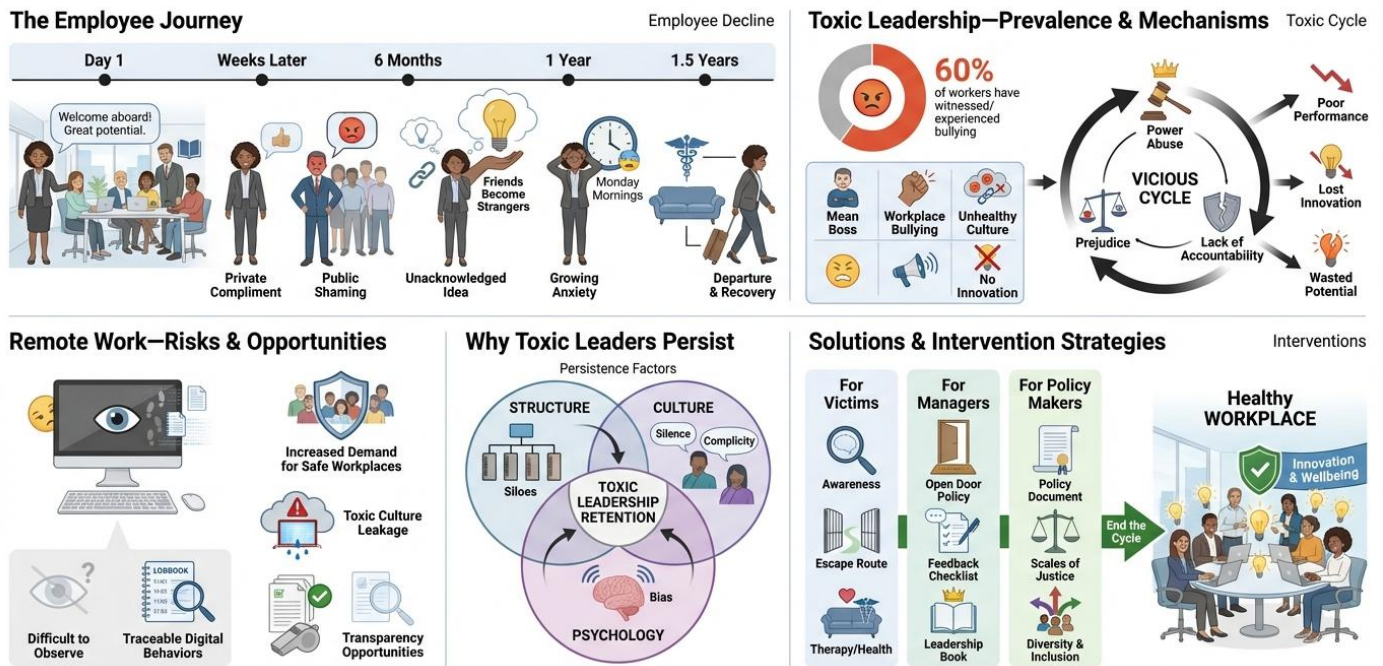 The Employee Journey
Employee Decline
Day 1
Weeks Later
6 Months
1 Year
1.5 Years
Welcome aboard!
Great potential.
Private
Compliment
Public
Shaming
Friends
Become
Strangers
Unacknowledged
Idea
Monday
Mornings
Growing
Anxiety
Departure
& Recovery
Toxic Leadership—Prevalence & Mechanisms
Toxic Cycle
60%
of workers have
witnessed/
experienced
bullying
Mean
Boss
Workplace
Bullying
Unhealthy
Culture
No
Innovation
VICIOUS
CYCLE
Power
Abuse
Prejudice
Lack of
Accountability
Poor
Performance
Lost
Innovation
Wasted
Potential
Remote Work—Risks & Opportunities
Increased Demand
for Safe Workplaces
Toxic Culture
Leakage
LOBBOOK
Difficult to
Observe
?
Traceable Digital
Behaviors
Transparency
Opportunities
Why Toxic Leaders Persist
Persistence Factors
STRUCTURE
Siloes
CULTURE
Silence
Complicity
TOXIC
LEADERSHIP
RETENTION
Bias
PSYCHOLOGY
Solutions & Intervention Strategies
Interventions
For
Victims
Awareness
Escape Route
Therapy/Health
For
Managers
Open Door
Policy
Feedback
Checklist
Leadership
Book
For Policy
Makers
Policy
Document
Scales of
Justice
Diversity &
Inclusion
End the
Cycle
Healthy
WORKPLACE
Innovation
& Wellbeing